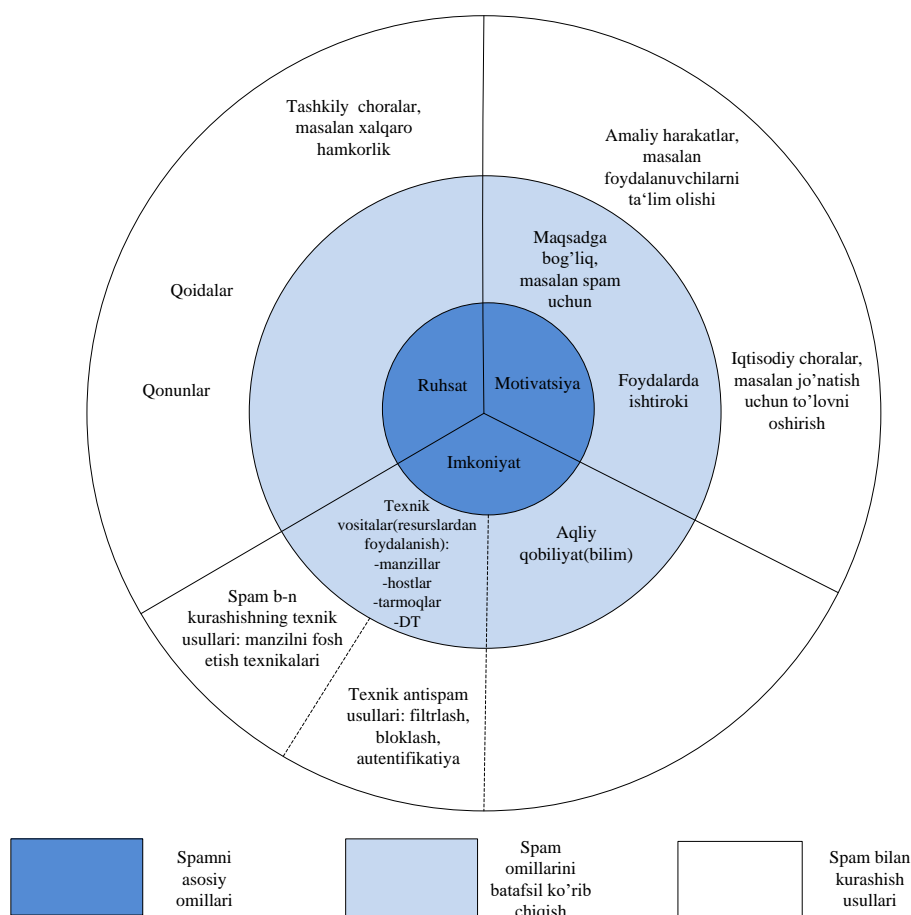 Tashkily choralar,
masalan xalqaro
hamkorlik
Amaliy harakatlar,
masalan
foydalanuvchilarni
ta‘lim olishi
Maqsadga
bog’liq,
masalan spam
uchun
Qoidalar
Qonunlar
Ruhsat
Motivatsiya
Foydalarda
ishtiroki
Iqtisodiy choralar,
masalan jo’natish
uchun to’lovni
oshirish
Imkoniyat
Texnik
vositalar(resurslardan
foydalanish):
-manzillar
-hostlar
-tarmoqlar
-DT
Aqliy
qobiliyat(bilim)
Spam b-n
kurashishning texnik
usullari: manzilni fosh
etish texnikalari
Texnik antispam
usullari: filtrlash,
bloklash,
autentifikatiya
Spamni
asosiy
omillari
Spam
omillarini
batafsil ko’rib
chiqish
Spam bilan
kurashish
usullari